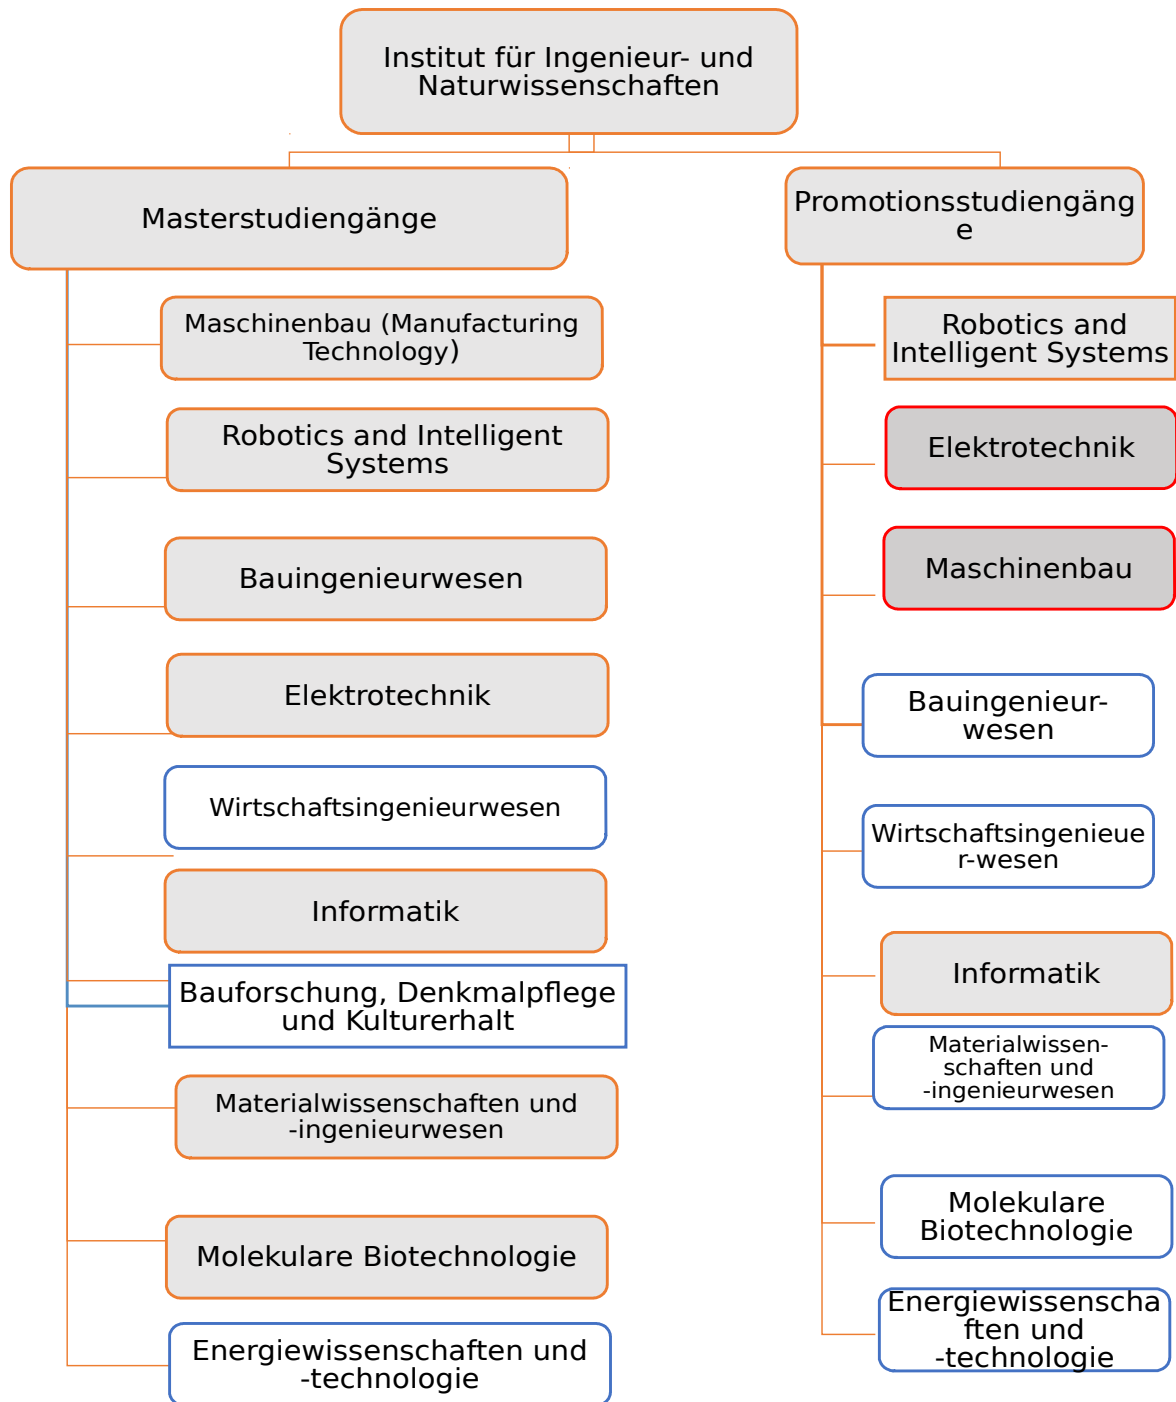 Institut für Ingenieur- und
Naturwissenschaften
Masterstudiengänge
Maschinenbau (Manufacturing
Technology)
Robotics and Intelligent
Systems
Bauingenieurwesen
Elektrotechnik
Wirtschaftsingenieurwesen
Informatik
Bauforschung, Denkmalpflege
und Kulturerhalt
Materialwissenschaften und
-ingenieurwesen
Molekulare Biotechnologie
Energiewissenschaften und
-technologie
Promotionsstudiengäng
e
Robotics and
Intelligent Systems
Elektrotechnik
Maschinenbau
Bauingenieur-
wesen
Wirtschaftsingenieue
r-wesen
Informatik
Materialwissen-
schaften und
-ingenieurwesen
Molekulare
Biotechnologie
Energiewissenscha
ften und
-technologie